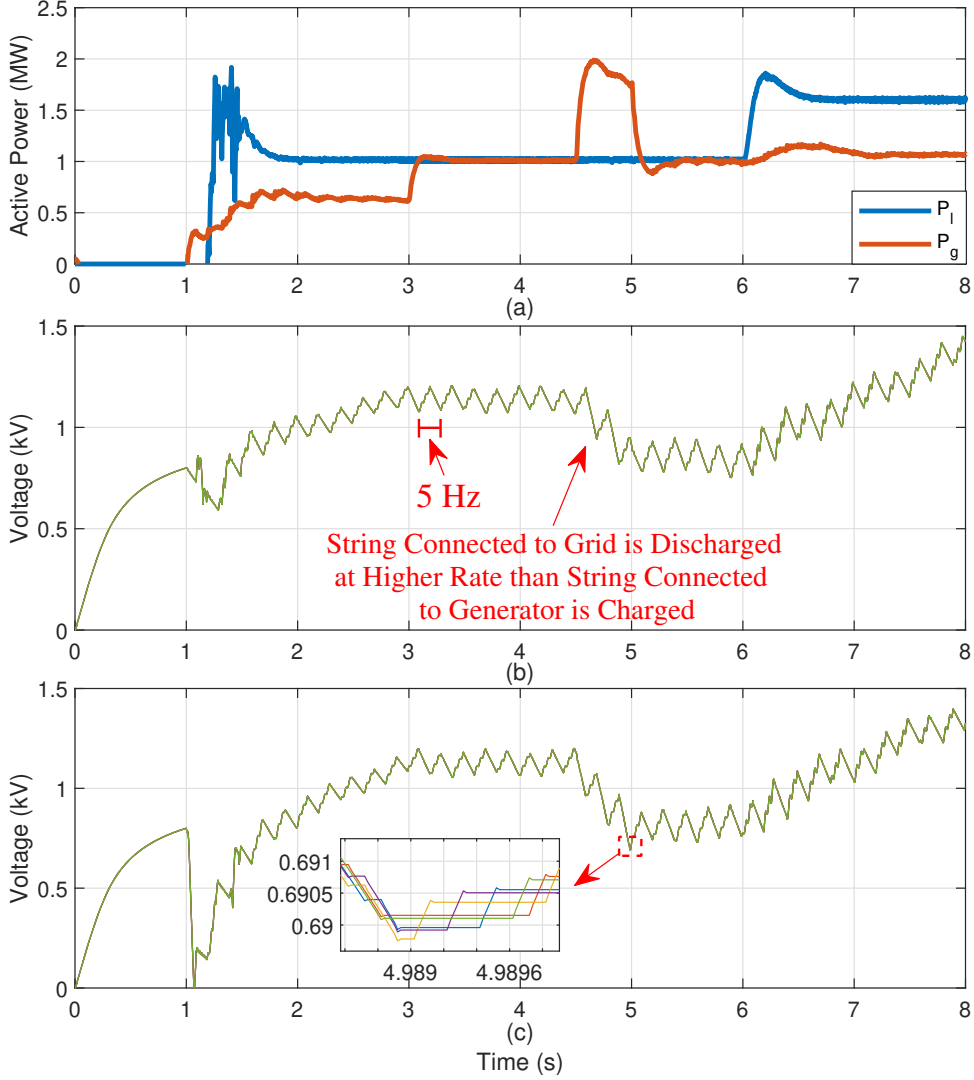 2.5
2
1.5
1
0.5
0
Active Power (MW)
P_l
P_g
0 1 2 3 4 5 6 7 8
(a)
1.5
1
0.5
0
Voltage (kV)
5 Hz
String Connected to Grid is Discharged
at Higher Rate than String Connected
to Generator is Charged
0 1 2 3 4 5 6 7 8
(b)
1.5
1
0.5
0
Voltage (kV)
0.691
0.6905
0.69
4.989 4.9896
0 1 2 3 4 5 6 7 8
(c)
Time (s)